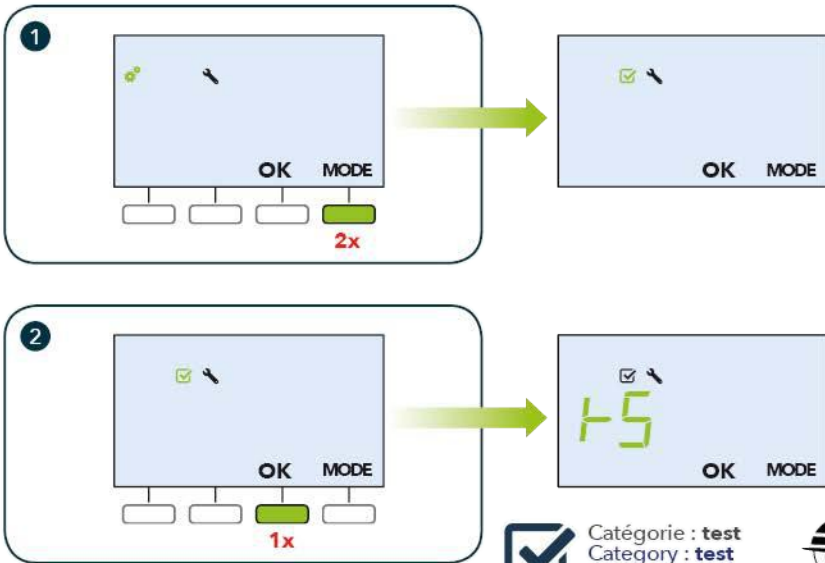 1
OK MODE
2x
OK MODE
2
OK MODE
1x
OK MODE
Catégorie : test
Category : test